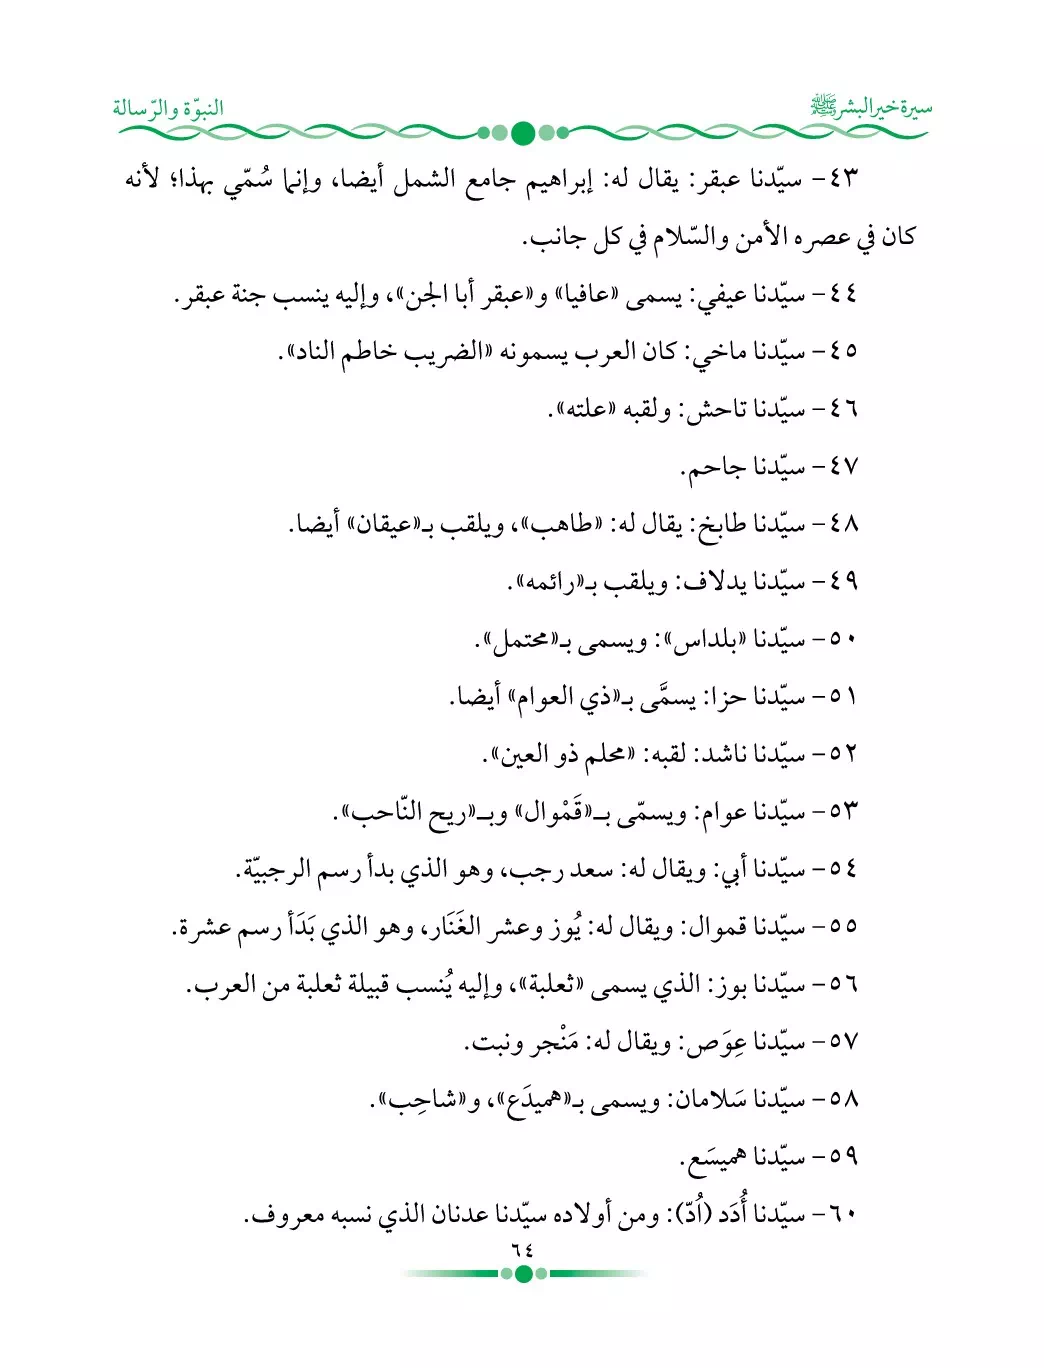 سيرة خير البشر ﷺ
النبوّة والرّسالة
٤٣- سيّدنا عبقر: يقال له: إبراهيم جامع الشمل أيضا، وإنما سُمّي بهذا؛ لأنه
كان في عصره الأمن والسّلام في كل جانب.
٤٤- سيّدنا عيفي: يسمى «عافيا» و«عبقر أبا الجن»، وإليه ينسب جنة عبقر.
٤٥- سيّدنا ماخي: كان العرب يسمونه «الضريب خاطم الناد».
٤٦- سيّدنا تاحش: ولقبه «علته».
٤٧- سيّدنا جاحم.
٤٨- سيّدنا طابخ: يقال له: «طاهب»، ويلقب بـ«عيقان» أيضا.
٤٩- سيّدنا يدلاف: ويلقب بـ«رائمه».
٥٠- سيّدنا «بلداس»: ويسمى بـ«محتمل».
٥١- سيّدنا حزا: يسمَّى بـ«ذي العوام» أيضا.
٥٢- سيّدنا ناشد: لقبه: «محلم ذو العين».
٥٣- سيّدنا عوام: ويسمّى بــ«قَمْوال» وبــ«ريح النّاحب».
٥٤- سيّدنا أبي: ويقال له: سعد رجب، وهو الذي بدأ رسم الرجبيّة.
٥٥- سيّدنا قموال: ويقال له: يُوز وعشر الغَنَار، وهو الذي بَدَأ رسم عشرة.
٥٦- سيّدنا بوز: الذي يسمى «ثعلبة»، وإليه يُنسب قبيلة ثعلبة من العرب.
٥٧- سيّدنا عِوَص: ويقال له: مَنْجر ونبت.
٥٨- سيّدنا سَلامان: ويسمى بـ«هميدَع»، و«شاحِب».
٥٩- سيّدنا هميسَع.
٦٠- سيّدنا أُدَد (اُدّ): ومن أولاده سيّدنا عدنان الذي نسبه معروف.
٦٤